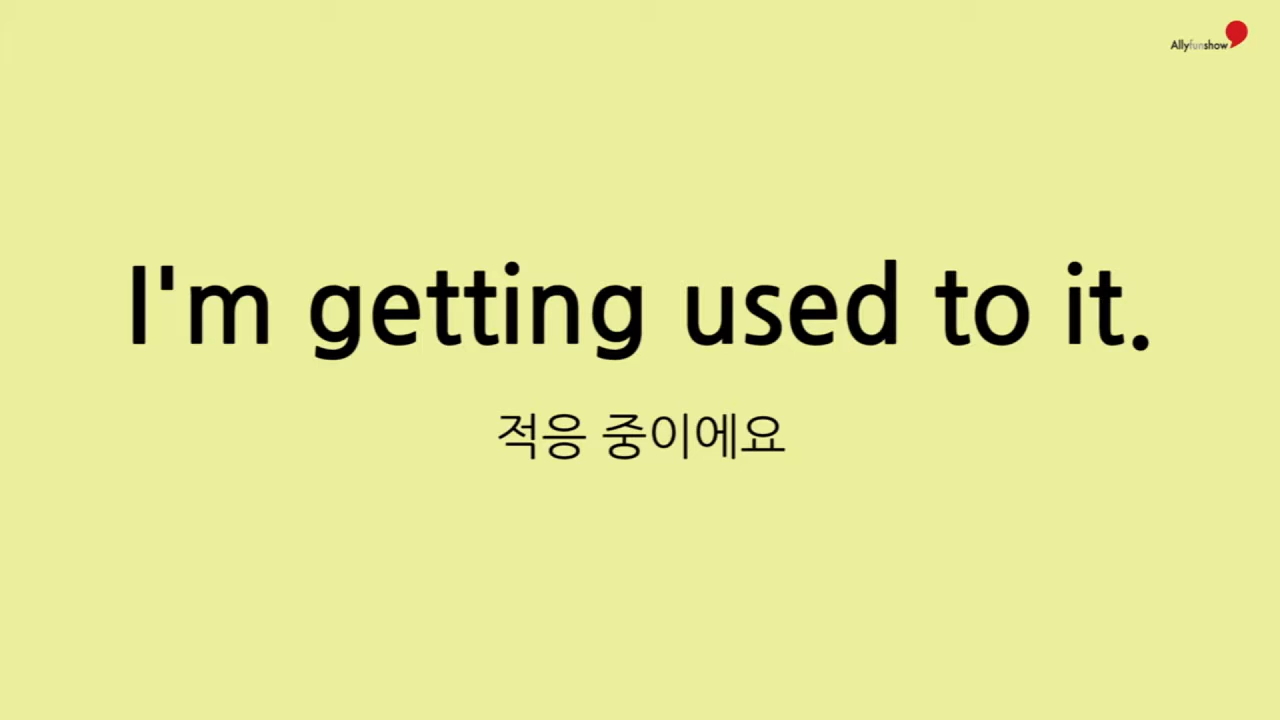 Allyfunshow
I'm getting used to it.
적응 중이에요